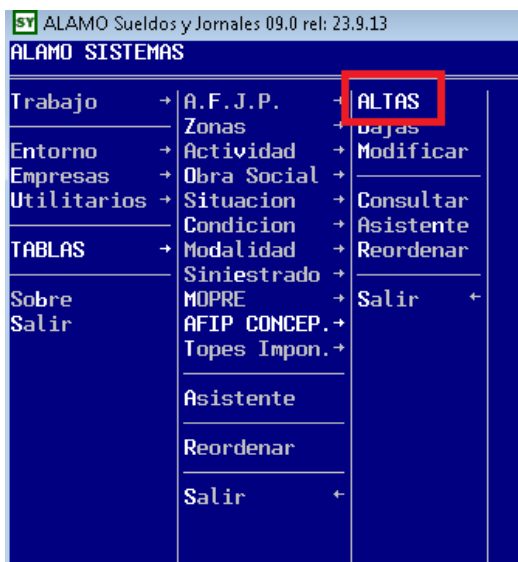 SY ALAMO Sueldos y Jornales 09.0 rel: 23.9.13
ALAMO SISTEMAS
Trabajo →
Entorno →
Empresas →
Utilitarios →
TABLAS →
Sobre
Salir
A.F.J.P. →
Zonas →
Actividad →
Obra Social →
Situacion →
Condicion →
Modalidad →
Siniestrado →
MOPRE →
AFIP CONCEP.→
Topes Impon.→
Asistente
Reordenar
Salir ←
ALTAS
Bajas
Modificar
Consultar
Asistente
Reordenar
Salir ←